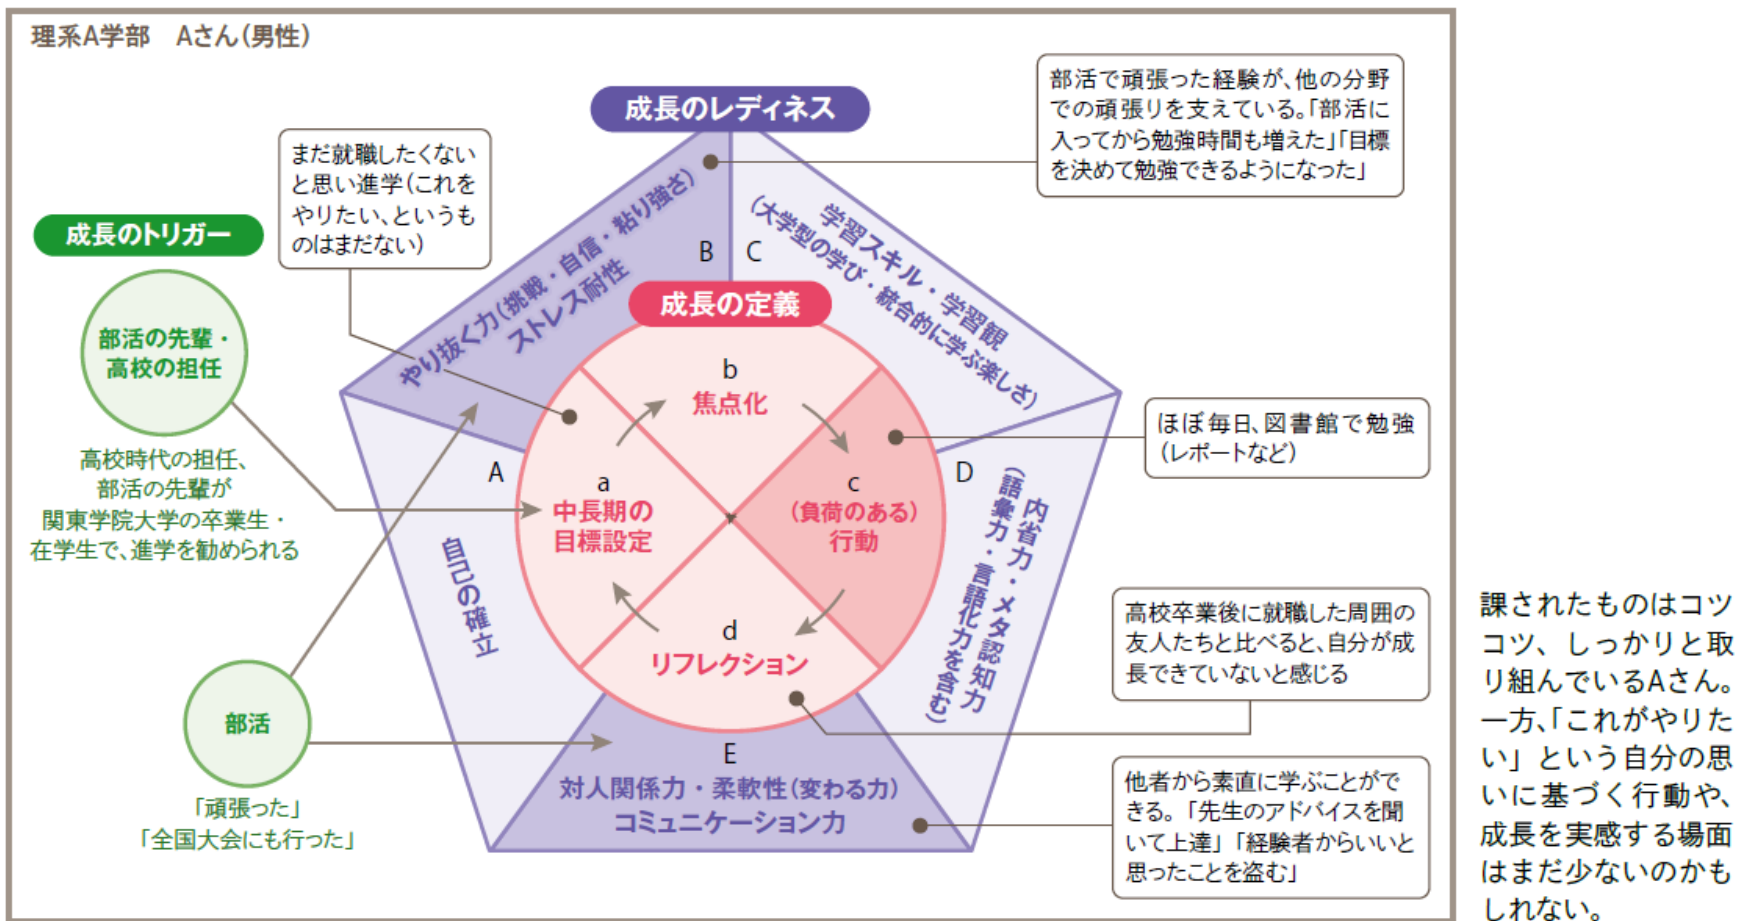 理系A学部　Aさん(男性)
成長のレディネス
部活で頑張った経験が、他の分野
での頑張りを支えている。「部活に
入ってから勉強時間も増えた」「目標
を決めて勉強できるようになった」
まだ就職したくない
と思い進学(これを
やりたい、というも
のはまだない)
成長のトリガー
部活の先輩・
高校の担任
高校時代の担任、
部活の先輩が
関東学院大学の卒業生・
在学生で、進学を勧められる
部活
「頑張った」
「全国大会にも行った」
やり抜く力(挑戦・自信・粘り強さ)
ストレス耐性
B
C
学習スキル・学習観
(大学型の学び・統合的に学ぶ楽しさ)
成長の定義
b
焦点化
A
a
中長期の
目標設定
c
(負荷のある)
行動
D
d
リフレクション
自己の確立
内省力・メタ認知力
(語彙力・言語化力を含む)
E
対人関係力・柔軟性(変わる力)
コミュニケーション力
ほぼ毎日、図書館で勉強
(レポートなど)
高校卒業後に就職した周囲の
友人たちと比べると、自分が成
長できていないと感じる
他者から素直に学ぶことがで
きる。「先生のアドバイスを聞
いて上達」「経験者からいいと
思ったことを盗む」
課されたものはコツ
コツ、しっかりと取
り組んでいるAさん。
一方、「これがやりた
い」という自分の思
いに基づく行動や、
成長を実感する場面
はまだ少ないのかも
しれない。